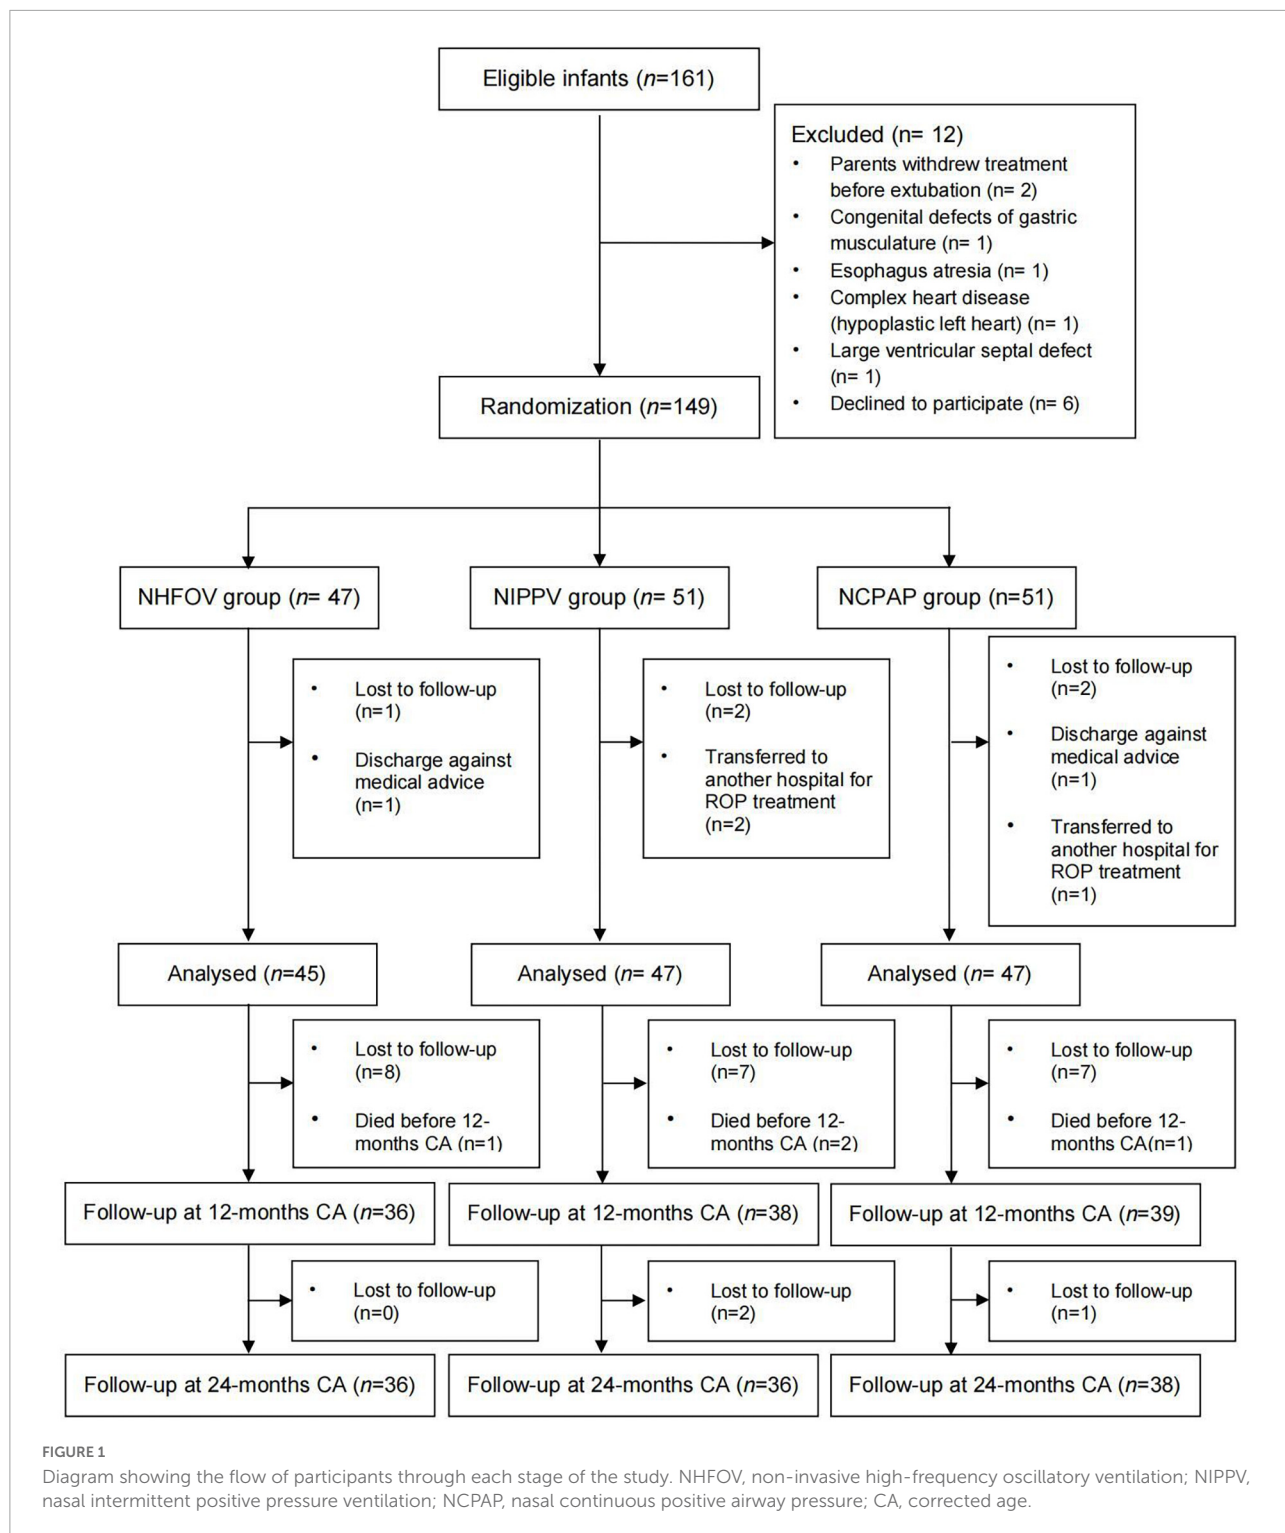 Eligible infants (n=161)
Excluded (n= 12)
• Parents withdrew treatment
before extubation (n= 2)
• Congenital defects of gastric
musculature (n= 1)
• Esophagus atresia (n= 1)
• Complex heart disease
(hypoplastic left heart) (n= 1)
• Large ventricular septal defect
(n= 1)
• Declined to participate (n= 6)
Randomization (n=149)
NHFOV group (n= 47)
NIPPV group (n= 51)
NCPAP group (n=51)
• Lost to follow-up
(n=1)
• Discharge against
medical advice
(n=1)
• Lost to follow-up
(n=2)
• Transferred to
another hospital for
ROP treatment
(n=2)
• Lost to follow-up
(n=2)
• Discharge against
medical advice
(n=1)
• Transferred to
another hospital for
ROP treatment
(n=1)
Analysed (n=45)
Analysed (n= 47)
Analysed (n= 47)
• Lost to follow-up
(n=8)
• Died before 12-
months CA (n=1)
• Lost to follow-up
(n=7)
• Died before 12-
months CA (n=2)
• Lost to follow-up
(n=7)
• Died before 12-
months CA(n=1)
Follow-up at 12-months CA (n=36)
Follow-up at 12-months CA (n=38)
Follow-up at 12-months CA (n=39)
• Lost to follow-up
(n=0)
• Lost to follow-up
(n=2)
• Lost to follow-up
(n=1)
Follow-up at 24-months CA (n=36)
Follow-up at 24-months CA (n=36)
Follow-up at 24-months CA (n=38)
FIGURE 1
Diagram showing the flow of participants through each stage of the study. NHFOV, non-invasive high-frequency oscillatory ventilation; NIPPV,
nasal intermittent positive pressure ventilation; NCPAP, nasal continuous positive airway pressure; CA, corrected age.